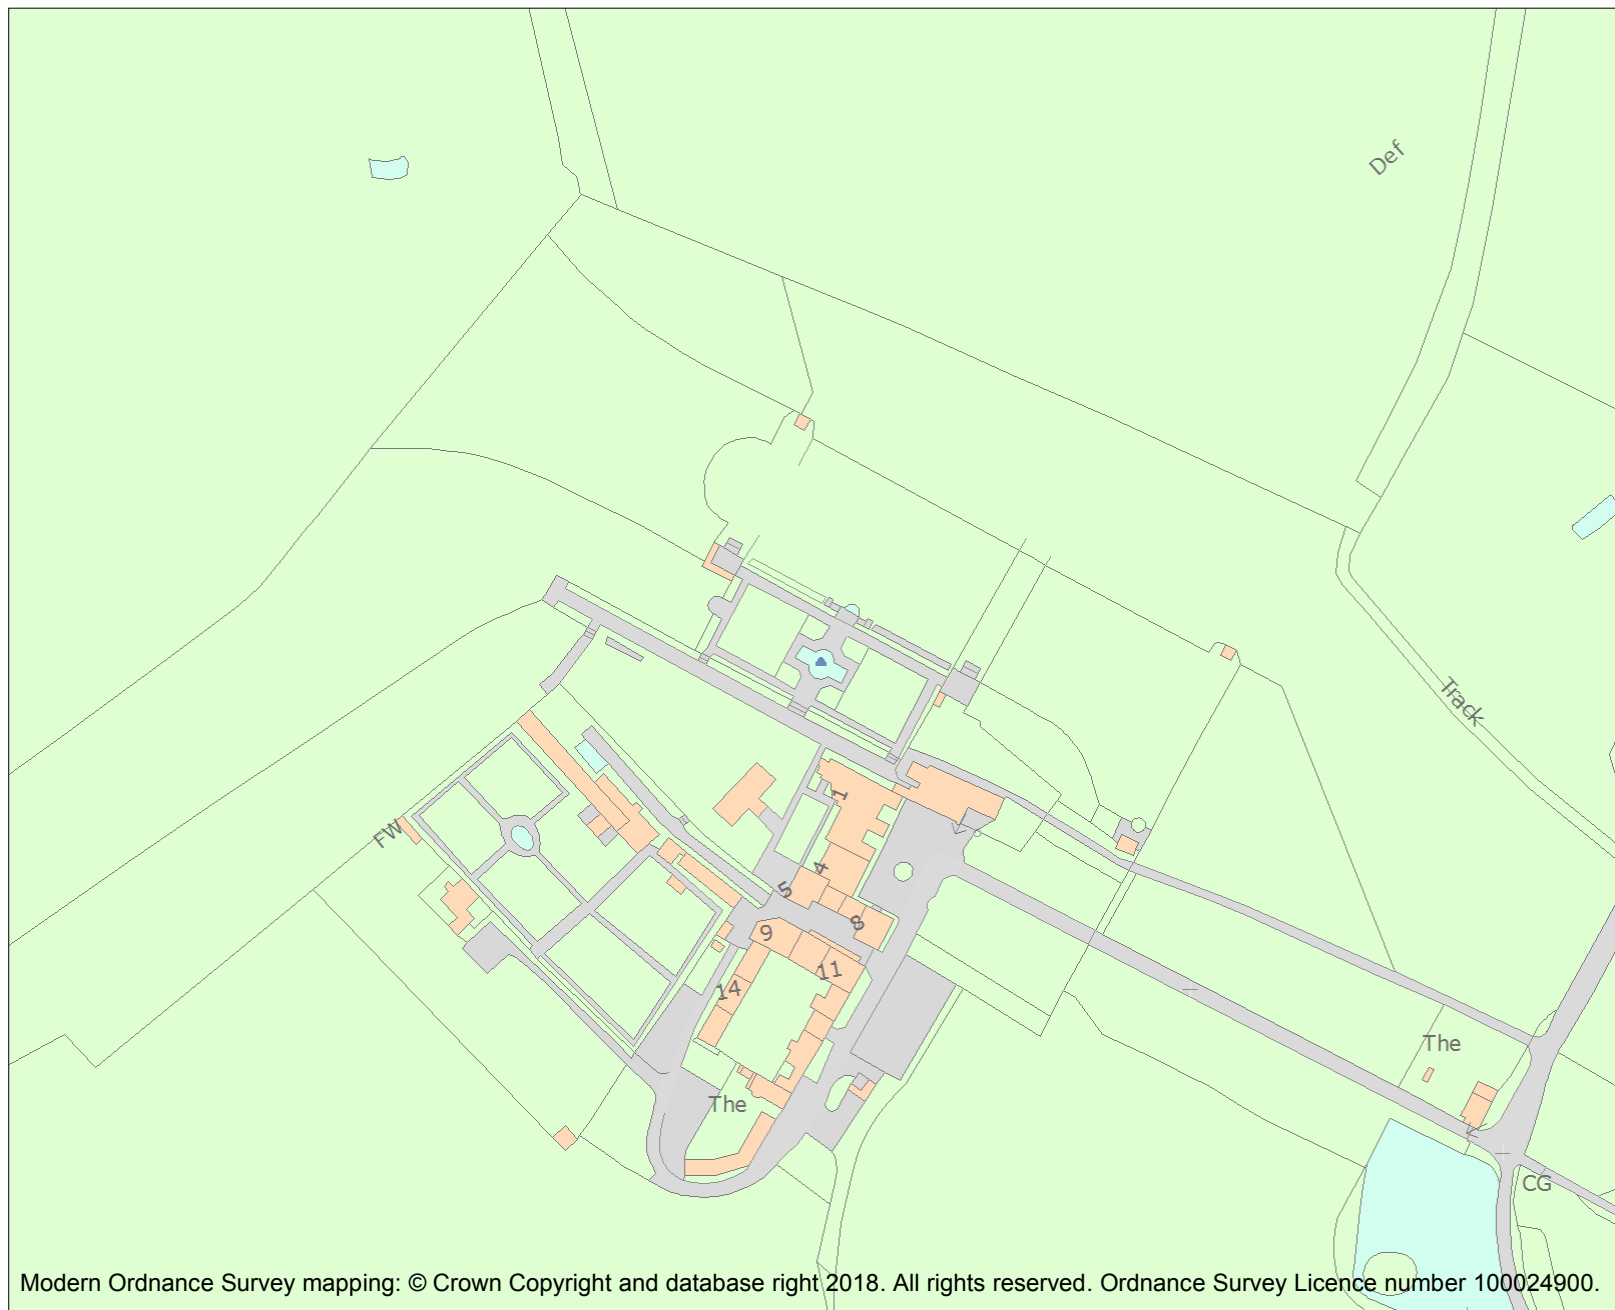 Def
Track
1
FW
4
5
8
9
11
14
The
The
CG
Modern Ordnance Survey mapping: © Crown Copyright and database right 2018. All rights reserved. Ordnance Survey Licence number 100024900.